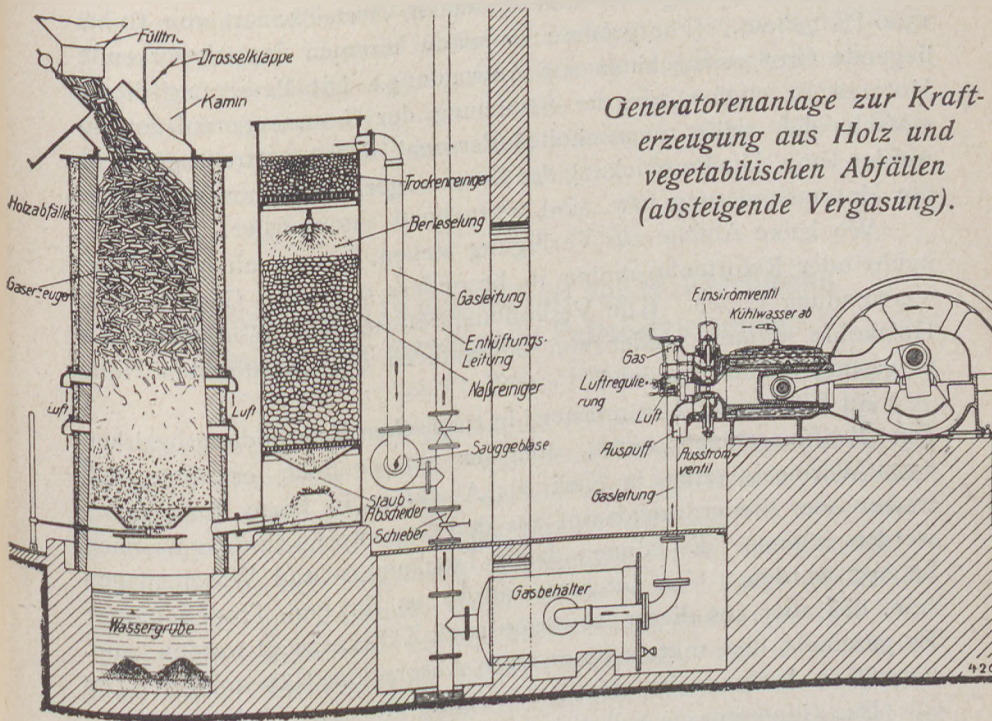 Fülltri
Drosselklappe
Kamin
Generatorenanlage zur Kraft-
erzeugung aus Holz und
vegetabilischen Abfällen
(absteigende Vergasung).
Trockenreiniger
Holzabfälle
Berieselung
Gaserzeuger
Gasleitung
Entlüftungs-
Leitung
Naßreiniger
Luft
Luft
Sauggebläse
Staub-
Abscheider
Schieber
Wassergrube
Gasbehälter
Einströmventil
Kühlwasser ab
Gas
Luftregulie-
rung
Luft
Auspuff
Ausström-
ventil
Gasleitung